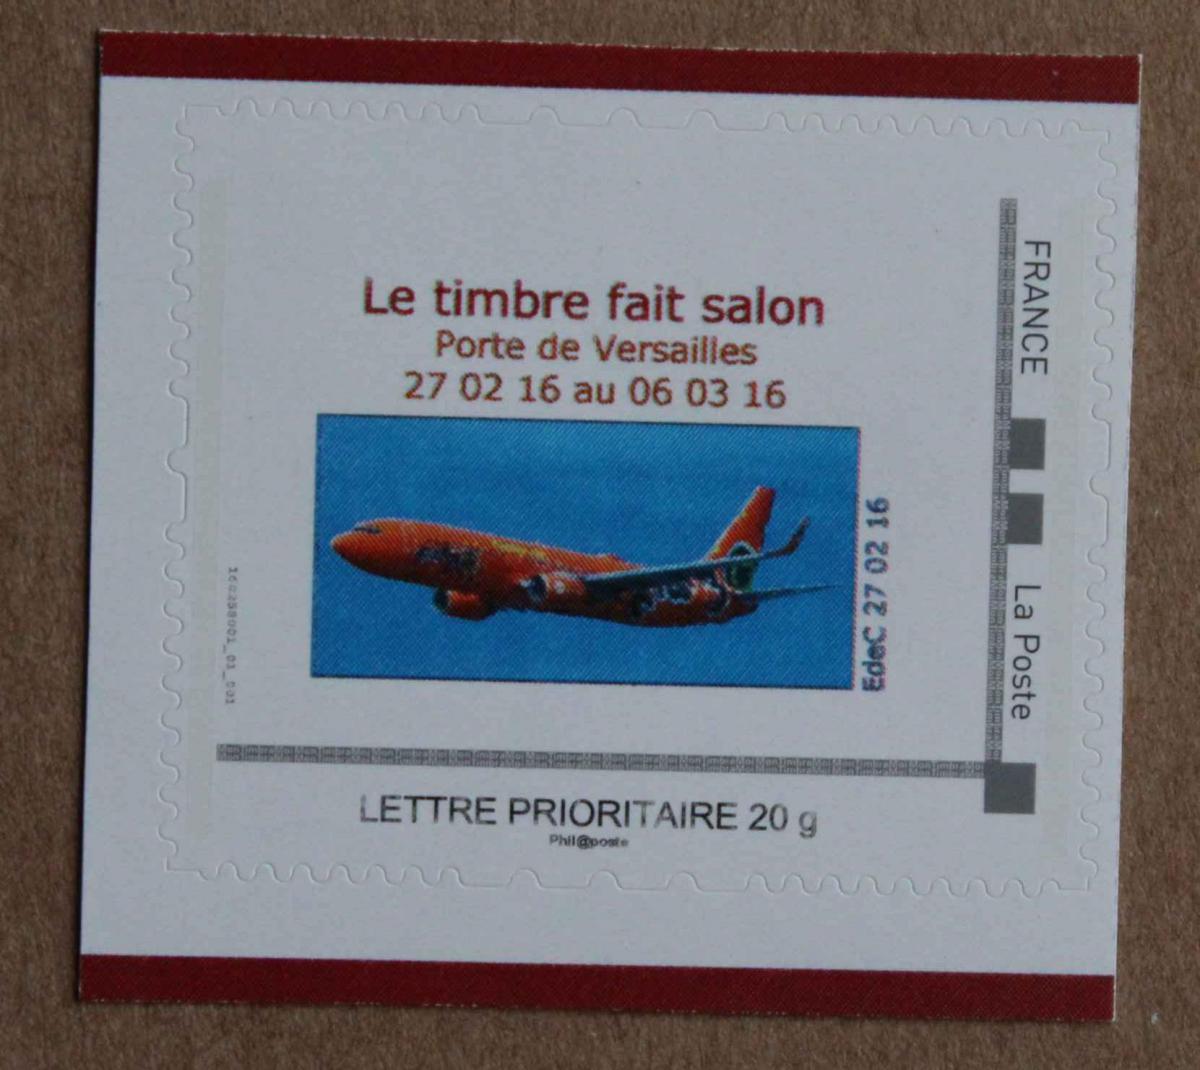 Le timbre fait salon
Porte de Versailles
27 02 16 au 06 03 16
EdeC 27 02 16
FRANCE
La Poste
LETTRE PRIORITAIRE 20 g
Phil@poste